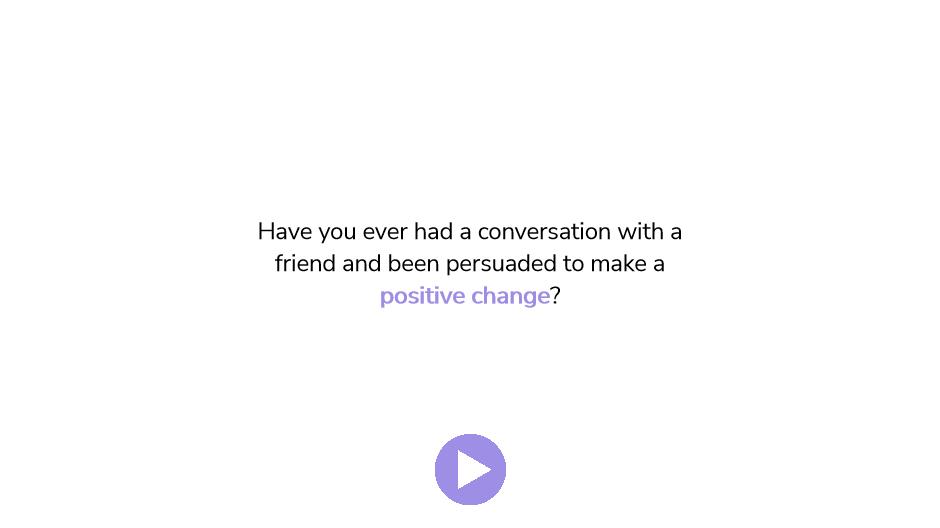 Have you ever had a conversation with a
friend and been persuaded to make a
positive change?